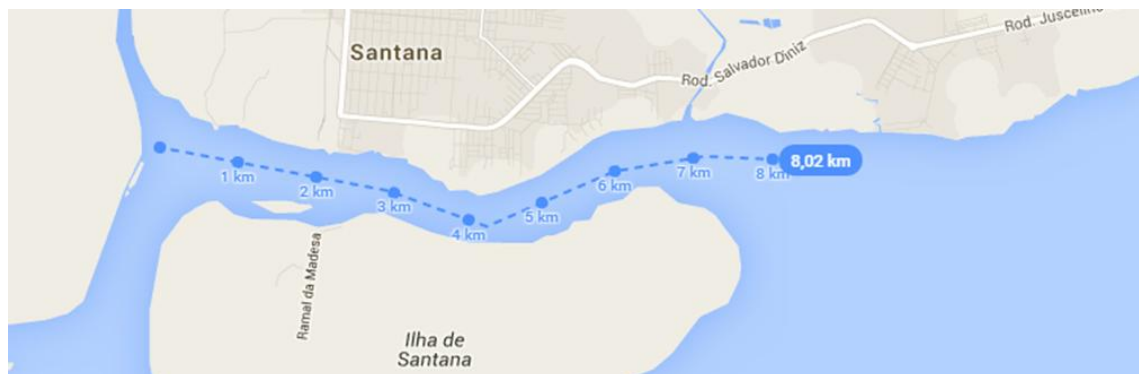 Rod. Juscelino
Santana
Rod. Salvador Diniz
1 km
2 km
3 km
4 km
5 km
6 km
7 km
8 km
8,02 km
Ramal da Madesa
Ilha de
Santana